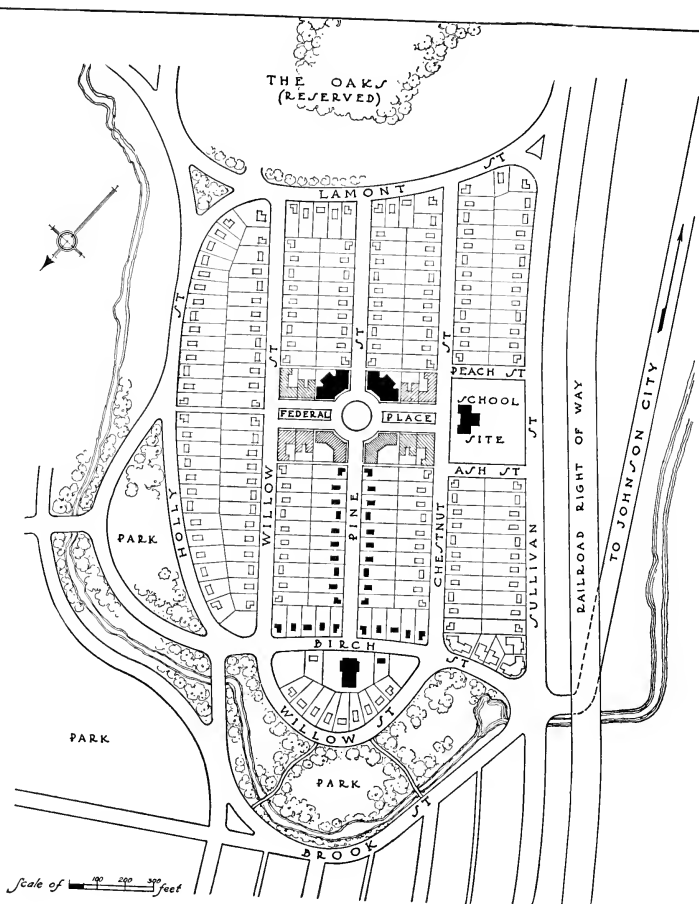 THE OAKS
(RESERVED)
LAMONT ST
ST
ST
ST
PEACH ST
FEDERAL PLACE
SCHOOL
SITE
ST
RAILROAD RIGHT OF WAY
TO JOHNSON CITY
ASH ST
HOLLY
WILLOW
PINE
CHESTNUT
SULLIVAN
PARK
BIRCH
ST
WILLOW ST
PARK
PARK
BROOK ST
Scale of 100 200 300 feet